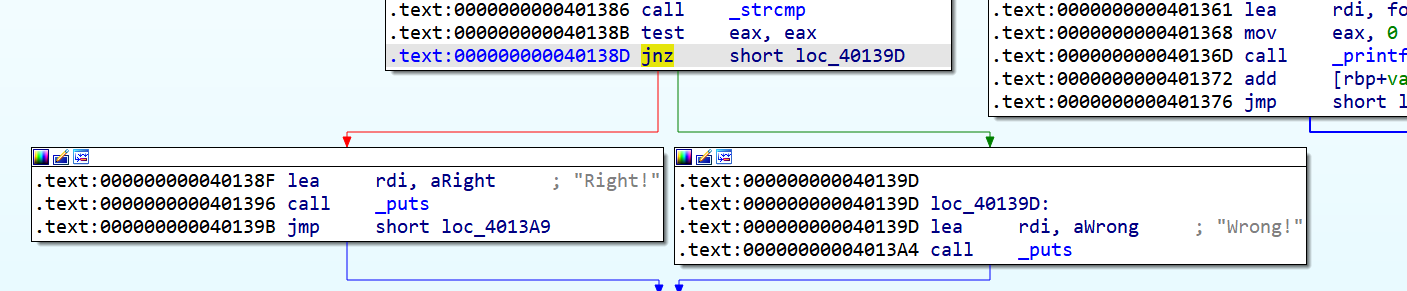 .text:0000000000401386 call    _strcmp
.text:000000000040138B test    eax, eax
.text:000000000040138D jnz     short loc_40139D
.text:0000000000401361 lea     rdi, fo
.text:0000000000401368 mov     eax, 0
.text:000000000040136D call    _printf
.text:0000000000401372 add     [rbp+va
.text:0000000000401376 jmp     short l
.text:000000000040138F lea     rdi, aRight     ; "Right!"
.text:0000000000401396 call    _puts
.text:000000000040139B jmp     short loc_4013A9
.text:000000000040139D
.text:000000000040139D loc_40139D:
.text:000000000040139D lea     rdi, aWrong     ; "Wrong!"
.text:00000000004013A4 call    _puts